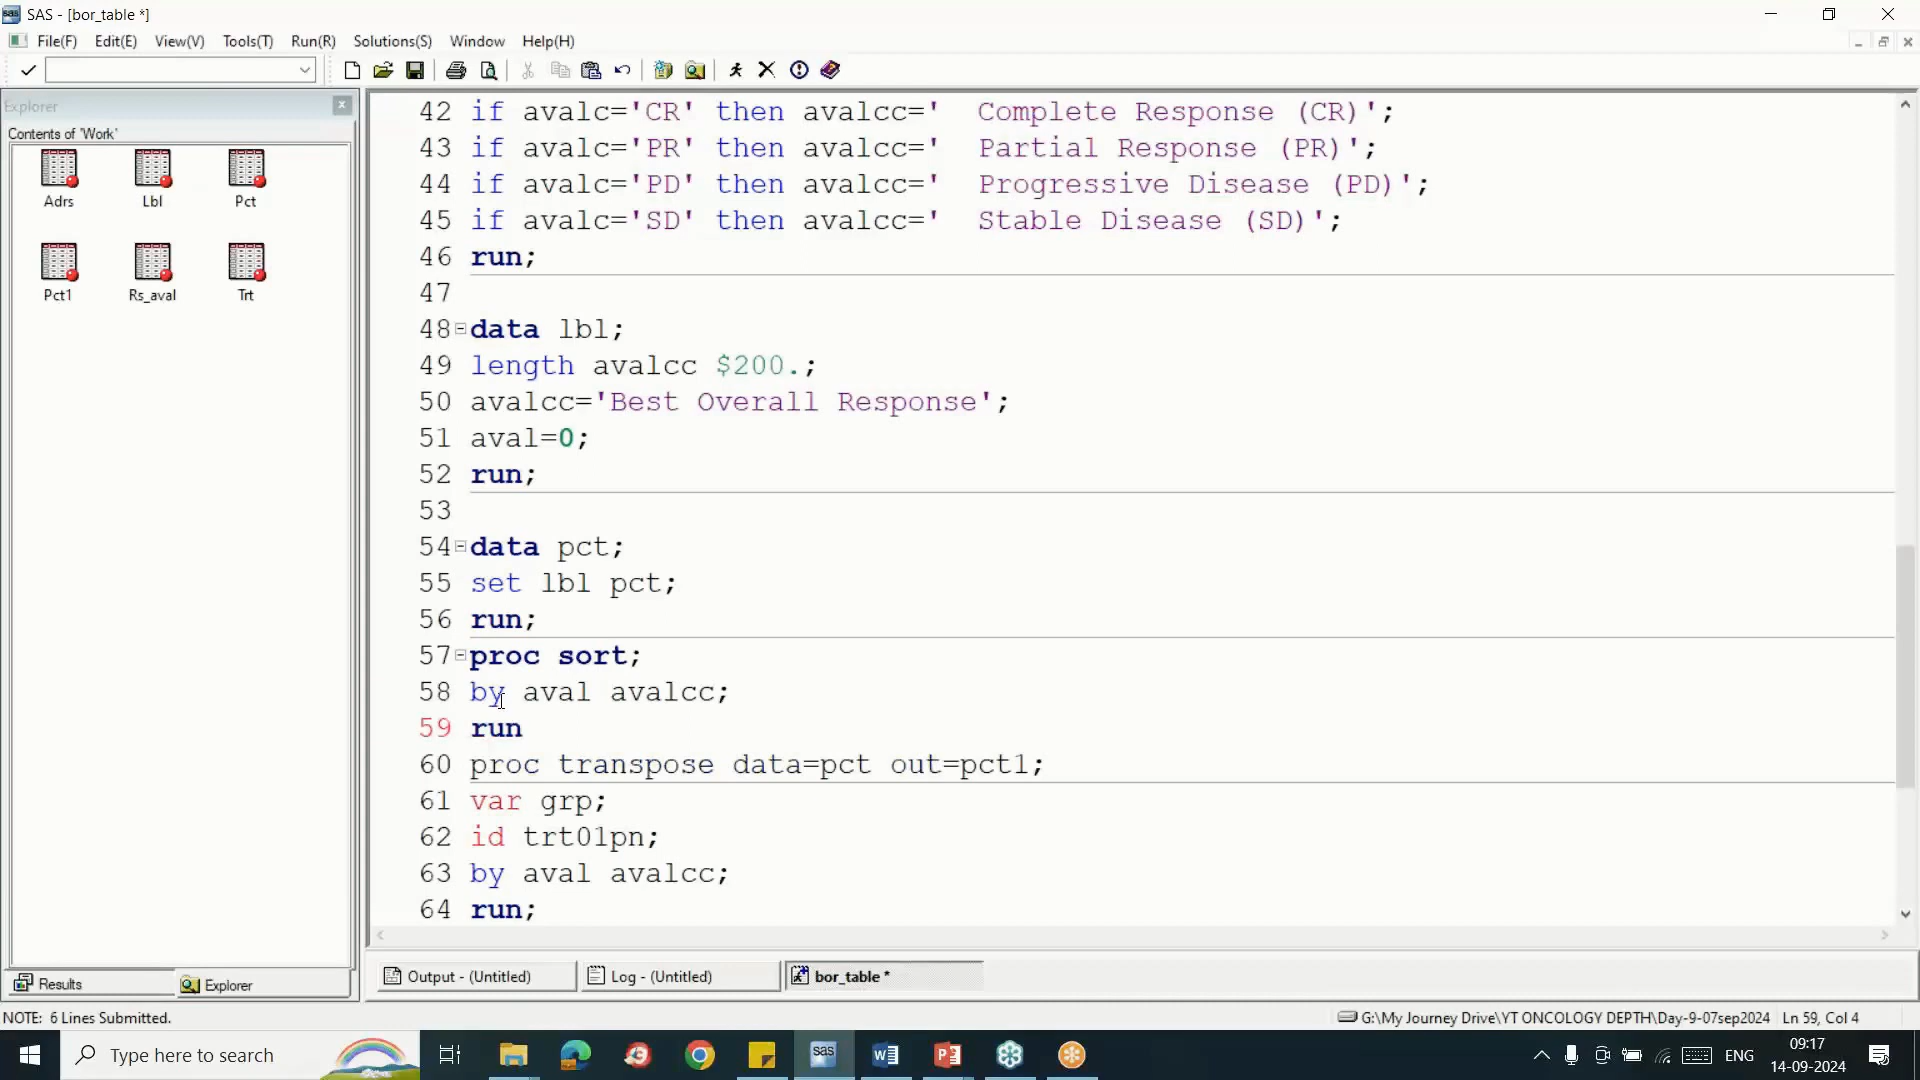 SAS - [bor_table *]
File(F) Edit(E) View(V) Tools(T) Run(R) Solutions(S) Window Help(H)
Explorer
Contents of 'Work'
Adrs Lbl Pct
Pct1 Rs_aval Trt
42 if avalc='CR' then avalcc='  Complete Response (CR)';
43 if avalc='PR' then avalcc='  Partial Response (PR)';
44 if avalc='PD' then avalcc='  Progressive Disease (PD)';
45 if avalc='SD' then avalcc='  Stable Disease (SD)';
46 run;
47
48 data lbl;
49 length avalcc $200.;
50 avalcc='Best Overall Response';
51 aval=0;
52 run;
53
54 data pct;
55 set lbl pct;
56 run;
57 proc sort;
58 by aval avalcc;
59 run
60 proc transpose data=pct out=pct1;
61 var grp;
62 id trt01pn;
63 by aval avalcc;
64 run;
Results Explorer
Output - (Untitled) Log - (Untitled) bor_table *
NOTE: 6 Lines Submitted. G:\My Journey Drive\YT ONCOLOGY DEPTH\Day-9-07sep2024 Ln 59, Col 4
Type here to search
ENG
09:17
14-09-2024